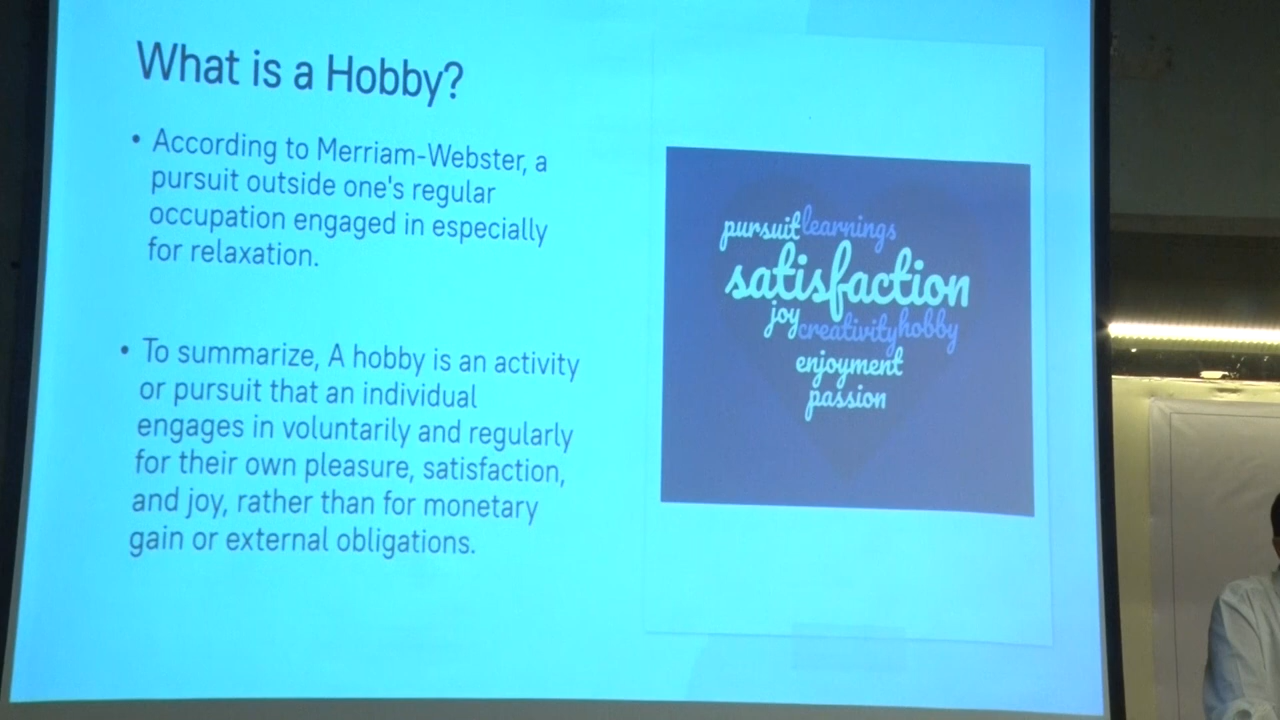 What is a Hobby?
• According to Merriam-Webster, a
pursuit outside one's regular
occupation engaged in especially
for relaxation.
• To summarize, A hobby is an activity
or pursuit that an individual
engages in voluntarily and regularly
for their own pleasure, satisfaction,
and joy, rather than for monetary
gain or external obligations.
pursuit learnings
satisfaction
joy creativity hobby
enjoyment
passion